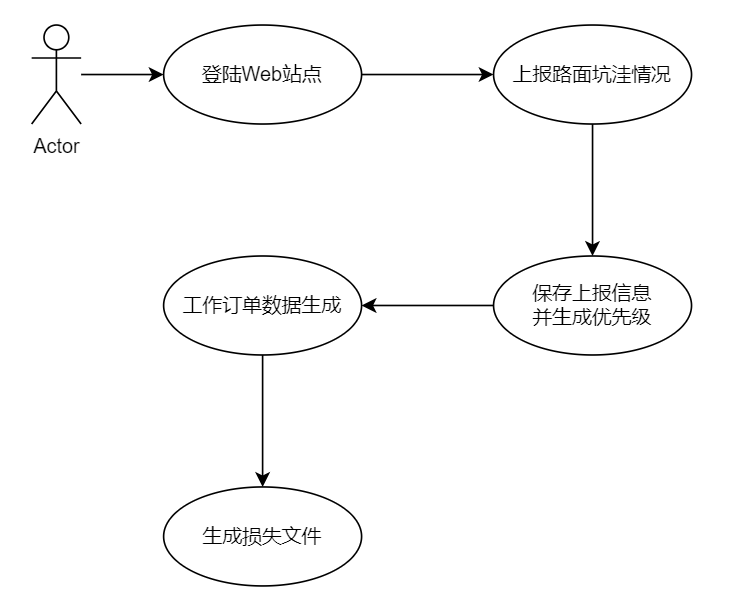 登陆Web站点
上报路面坑洼情况
Actor
工作订单数据生成
保存上报信息
并生成优先级
生成损失文件